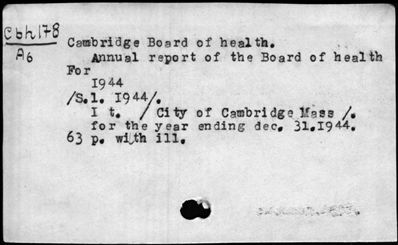 Cbh178
A6
Cambridge Board of health.
Annual report of the Board of health
For
1944
/S.l. 1944/.
I t. / City of Cambridge Mass /.
for the year ending dec. 31.1944.
63 p. with ill.